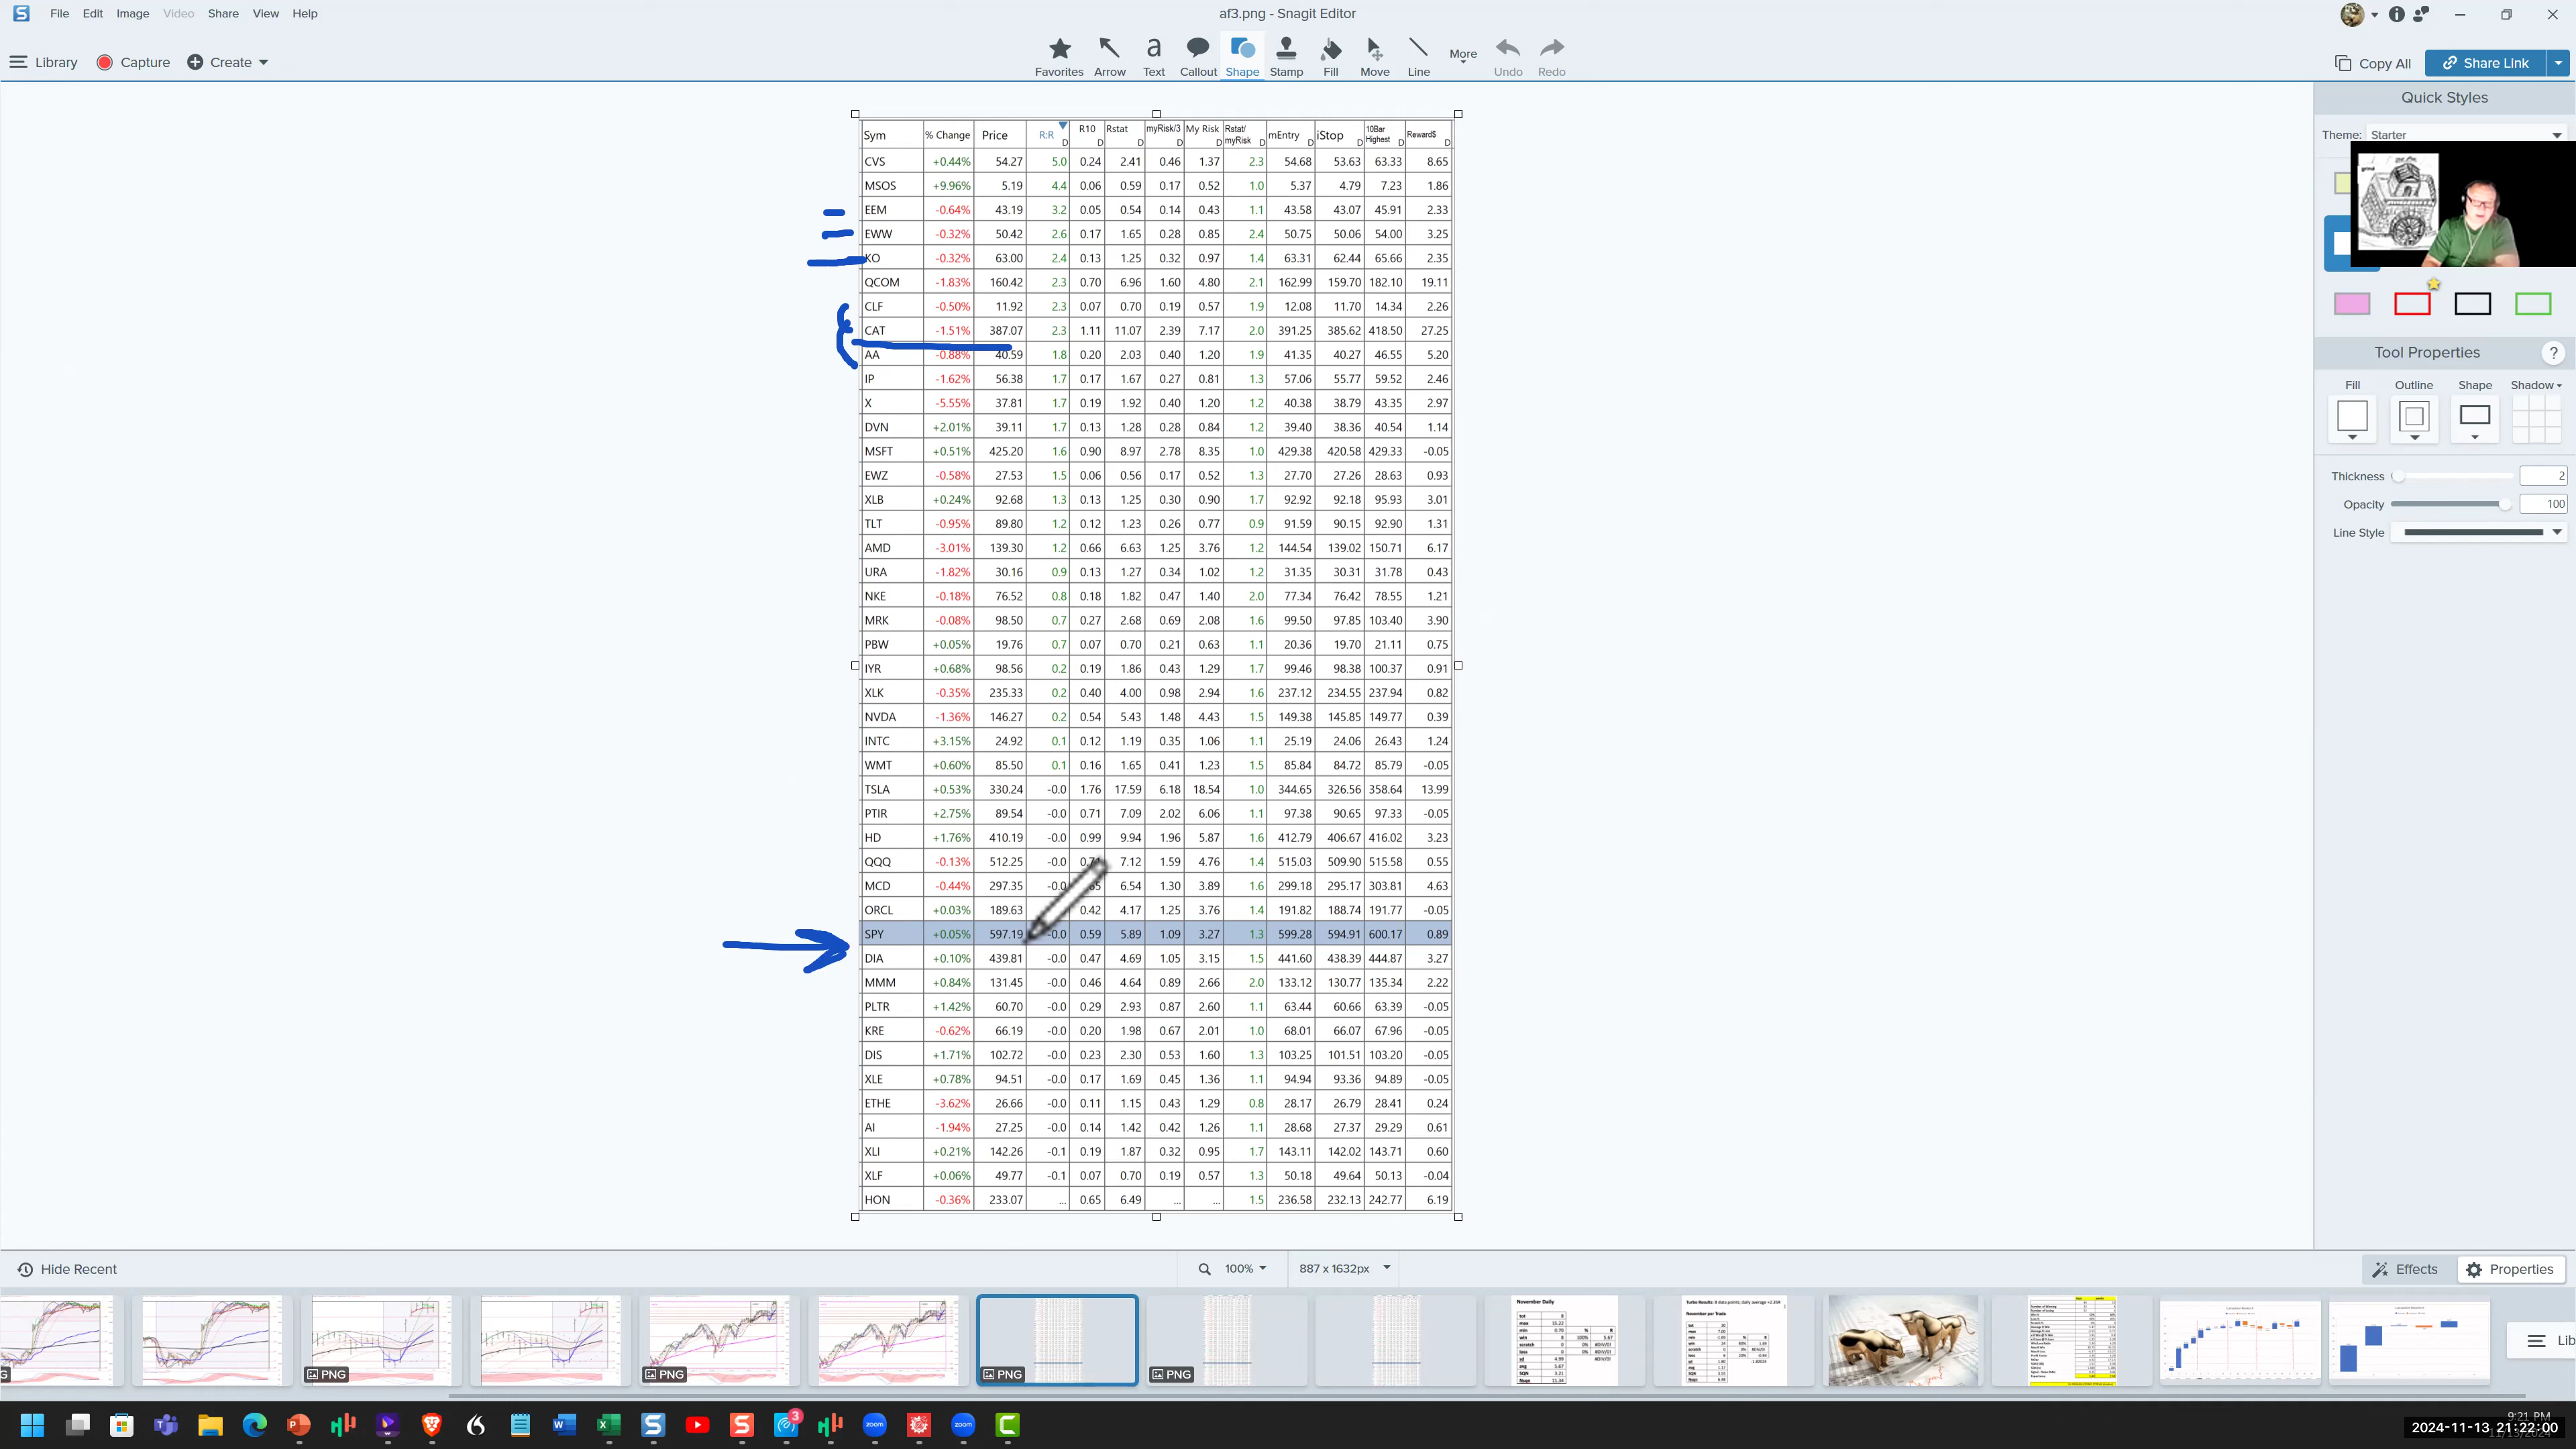 File Edit Image Video Share View Help
af3.png - Snagit Editor
Library Capture Create
Favorites Arrow Text Callout Shape Stamp Fill Move Line More Undo Redo
Copy All Share Link
Quick Styles
Theme: Starter
Tool Properties ?
Fill Outline Shape Shadow
Thickness 2
Opacity 100
Line Style
Sym % Change Price R:R D R10 D Rstat D myRisk/3 D My Risk D Rstat/myRisk D mEntry D iStop D 10Bar Highest D Reward$ D
CVS +0.44% 54.27 5.0 0.24 2.41 0.46 1.37 2.3 54.68 53.63 63.33 8.65
MSOS +9.96% 5.19 4.4 0.06 0.59 0.17 0.52 1.0 5.37 4.79 7.23 1.86
EEM -0.64% 43.19 3.2 0.05 0.54 0.14 0.43 1.1 43.58 43.07 45.91 2.33
EWW -0.32% 50.42 2.6 0.17 1.65 0.28 0.85 2.4 50.75 50.06 54.00 3.25
KO -0.32% 63.00 2.4 0.13 1.25 0.32 0.97 1.4 63.31 62.44 65.66 2.35
QCOM -1.83% 160.42 2.3 0.70 6.96 1.60 4.80 2.1 162.99 159.70 182.10 19.11
CLF -0.50% 11.92 2.3 0.07 0.70 0.19 0.57 1.9 12.08 11.70 14.34 2.26
CAT -1.51% 387.07 2.3 1.11 11.07 2.39 7.17 2.0 391.25 385.62 418.50 27.25
AA -0.88% 40.59 1.8 0.20 2.03 0.40 1.20 1.9 41.35 40.27 46.55 5.20
IP -1.62% 56.38 1.7 0.17 1.67 0.27 0.81 1.3 57.06 55.77 59.52 2.46
X -5.55% 37.81 1.7 0.19 1.92 0.40 1.20 1.2 40.38 38.79 43.35 2.97
DVN +2.01% 39.11 1.7 0.13 1.28 0.28 0.84 1.2 39.40 38.36 40.54 1.14
MSFT +0.51% 425.20 1.6 0.90 8.97 2.78 8.35 1.0 429.38 420.58 429.33 -0.05
EWZ -0.58% 27.53 1.5 0.06 0.56 0.17 0.52 1.3 27.70 27.26 28.63 0.93
XLB +0.24% 92.68 1.3 0.13 1.25 0.30 0.90 1.7 92.92 92.18 95.93 3.01
TLT -0.95% 89.80 1.2 0.12 1.23 0.26 0.77 0.9 91.59 90.15 92.90 1.31
AMD -3.01% 139.30 1.2 0.66 6.63 1.25 3.76 1.2 144.54 139.02 150.71 6.17
URA -1.82% 30.16 0.9 0.13 1.27 0.34 1.02 1.2 31.35 30.31 31.78 0.43
NKE -0.18% 76.52 0.8 0.18 1.82 0.47 1.40 2.0 77.34 76.42 78.55 1.21
MRK -0.08% 98.50 0.7 0.27 2.68 0.69 2.08 1.6 99.50 97.85 103.40 3.90
PBW +0.05% 19.76 0.7 0.07 0.70 0.21 0.63 1.1 20.36 19.70 21.11 0.75
IYR +0.68% 98.56 0.2 0.19 1.86 0.43 1.29 1.7 99.46 98.38 100.37 0.91
XLK -0.35% 235.33 0.2 0.40 4.00 0.98 2.94 1.6 237.12 234.55 237.94 0.82
NVDA -1.36% 146.27 0.2 0.54 5.43 1.48 4.43 1.5 149.38 145.85 149.77 0.39
INTC +3.15% 24.92 0.1 0.12 1.19 0.35 1.06 1.1 25.19 24.06 26.43 1.24
WMT +0.60% 85.50 0.1 0.16 1.65 0.41 1.23 1.5 85.84 84.72 85.79 -0.05
TSLA +0.53% 330.24 -0.0 1.76 17.59 6.18 18.54 1.0 344.65 326.56 358.64 13.99
PTIR +2.75% 89.54 -0.0 0.71 7.09 2.02 6.06 1.1 97.38 90.65 97.33 -0.05
HD +1.76% 410.19 -0.0 0.99 9.94 1.96 5.87 1.6 412.79 406.67 416.02 3.23
QQQ -0.13% 512.25 -0.0 7.12 1.59 4.76 1.4 515.03 509.90 515.58 0.55
MCD -0.44% 297.35 -0.0 6.54 1.30 3.89 1.6 299.18 295.17 303.81 4.63
ORCL +0.03% 189.63 0.42 4.17 1.25 3.76 1.4 191.82 188.74 191.77 -0.05
SPY +0.05% 597.19 -0.0 0.59 5.89 1.09 3.27 1.3 599.28 594.91 600.17 0.89
DIA +0.10% 439.81 -0.0 0.47 4.69 1.05 3.15 1.5 441.60 438.39 444.87 3.27
MMM +0.84% 131.45 -0.0 0.46 4.64 0.89 2.66 2.0 133.12 130.77 135.34 2.22
PLTR +1.42% 60.70 -0.0 0.29 2.93 0.87 2.60 1.1 63.44 60.66 63.39 -0.05
KRE -0.62% 66.19 -0.0 0.20 1.98 0.67 2.01 1.0 68.01 66.07 67.96 -0.05
DIS +1.71% 102.72 -0.0 0.23 2.30 0.53 1.60 1.3 103.25 101.51 103.20 -0.05
XLE +0.78% 94.51 -0.0 0.17 1.69 0.45 1.36 1.1 94.94 93.36 94.89 -0.05
ETHE -3.62% 26.66 -0.0 0.11 1.15 0.43 1.29 0.8 28.17 26.79 28.41 0.24
AI -1.94% 27.25 -0.0 0.14 1.42 0.42 1.26 1.1 28.68 27.37 29.29 0.61
XLI +0.21% 142.26 -0.1 0.19 1.87 0.32 0.95 1.7 143.11 142.02 143.71 0.60
XLF +0.06% 49.77 -0.1 0.07 0.70 0.19 0.57 1.3 50.18 49.64 50.13 -0.04
HON -0.36% 233.07 ... 0.65 6.49 ... ... 1.5 236.58 232.13 242.77 6.19
Hide Recent
100% 887 x 1632px
Effects Properties
PNG PNG PNG PNG
November Daily
November per Trade
Lib
zoom zoom
3
9:21 PM
2024-11-13 21:22:00